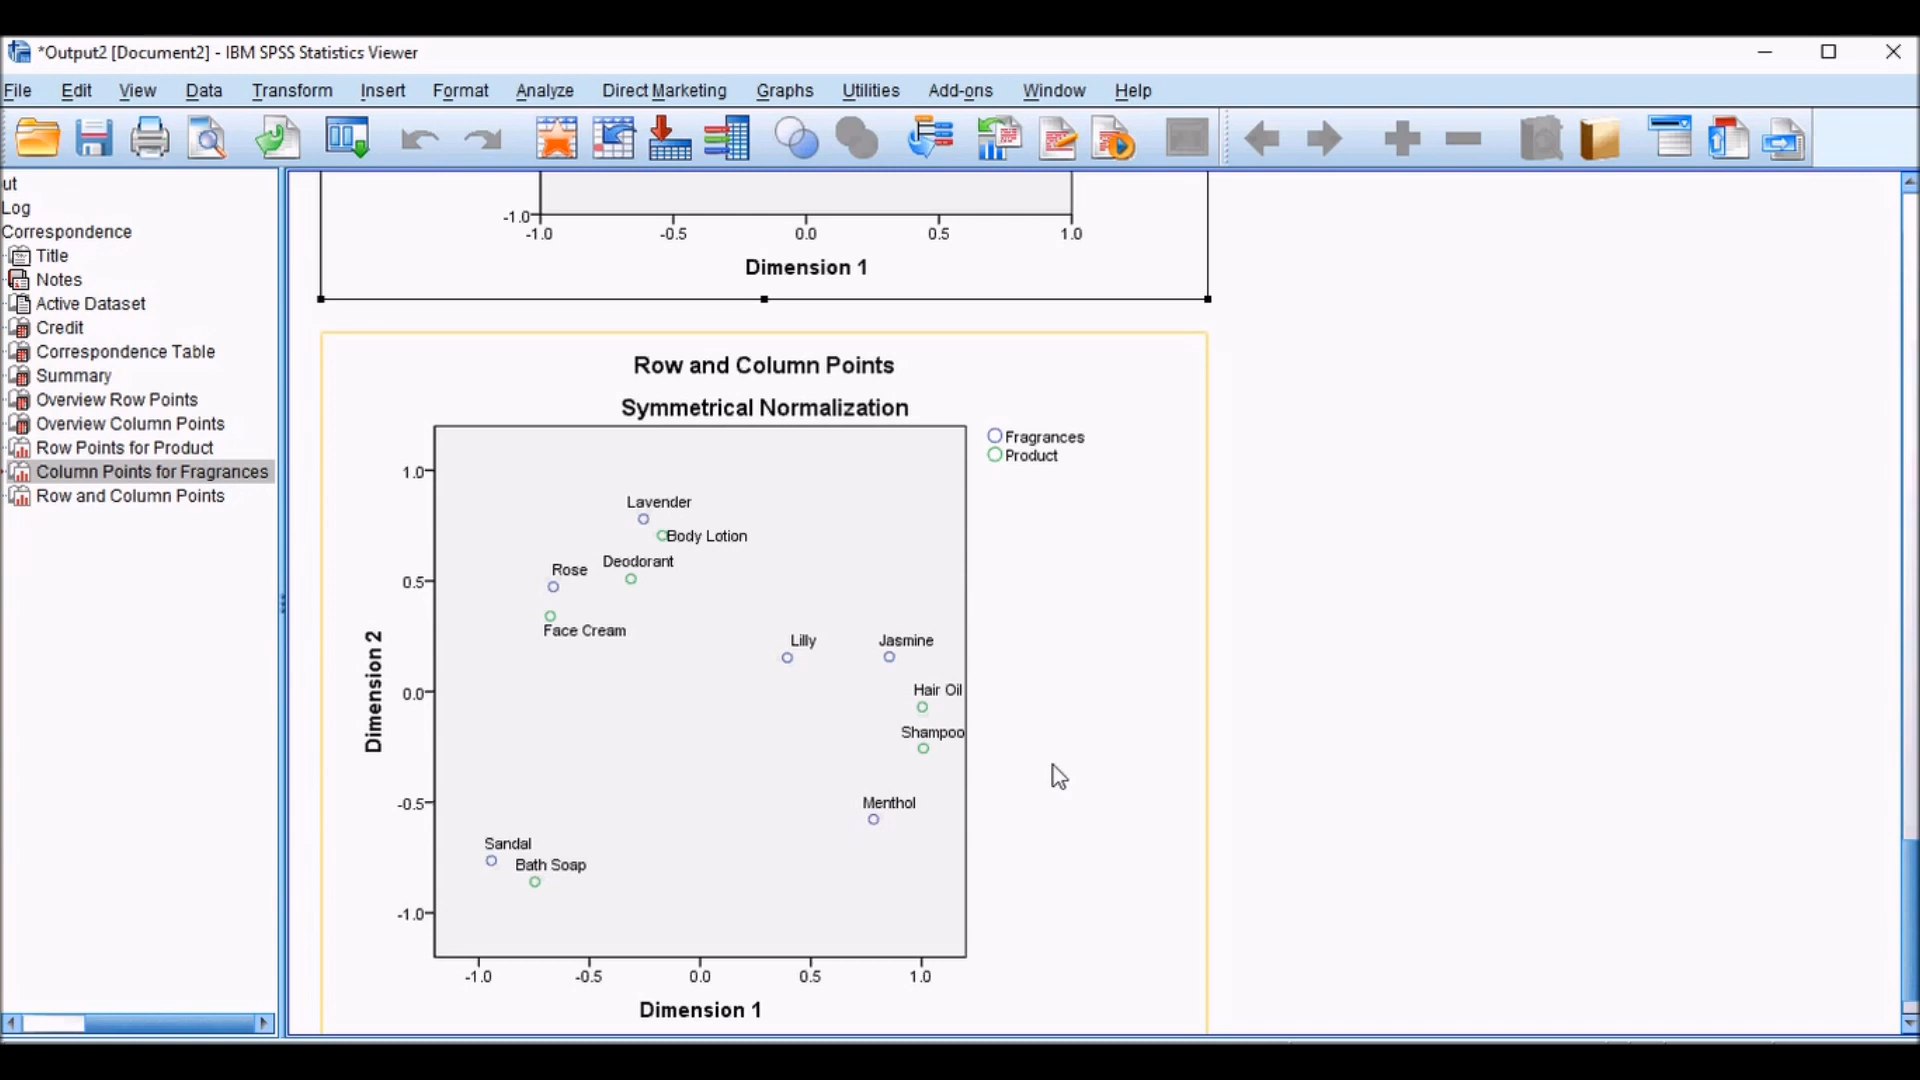 *Output2 [Document2] - IBM SPSS Statistics Viewer
File Edit View Data Transform Insert Format Analyze Direct Marketing Graphs Utilities Add-ons Window Help
ut
Log
Correspondence
Title
Notes
Active Dataset
Credit
Correspondence Table
Summary
Overview Row Points
Overview Column Points
Row Points for Product
Column Points for Fragrances
Row and Column Points
-1.0
-1.0 -0.5 0.0 0.5 1.0
Dimension 1
Row and Column Points
Symmetrical Normalization
Fragrances
Product
1.0
Lavender
Body Lotion
Deodorant
Rose
0.5
Face Cream
Lilly
Jasmine
Dimension 2
0.0
Hair Oil
Shampoo
-0.5
Menthol
Sandal
Bath Soap
-1.0
-1.0 -0.5 0.0 0.5 1.0
Dimension 1